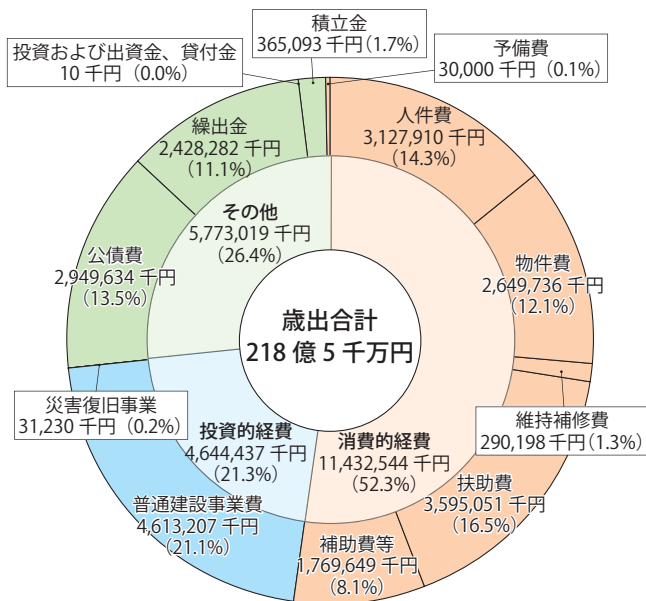 積立金
365,093 千円(1.7%)
投資および出資金、貸付金
10 千円（0.0%）
予備費
30,000 千円（0.1%）
人件費
3,127,910 千円
(14.3%)
繰出金
2,428,282 千円
（11.1%）
その他
5,773,019 千円
（26.4%）
公債費
2,949,634 千円
（13.5%）
物件費
2,649,736 千円
（12.1%）
歳出合計
218 億 5 千万円
災害復旧事業
31,230 千円（0.2%）
維持補修費
290,198 千円(1.3%)
投資的経費
4,644,437 千円
（21.3%）
消費的経費
11,432,544 千円
（52.3%）
扶助費
3,595,051 千円
（16.5%）
普通建設事業費
4,613,207 千円
（21.1%）
補助費等
1,769,649 千円
（8.1%）